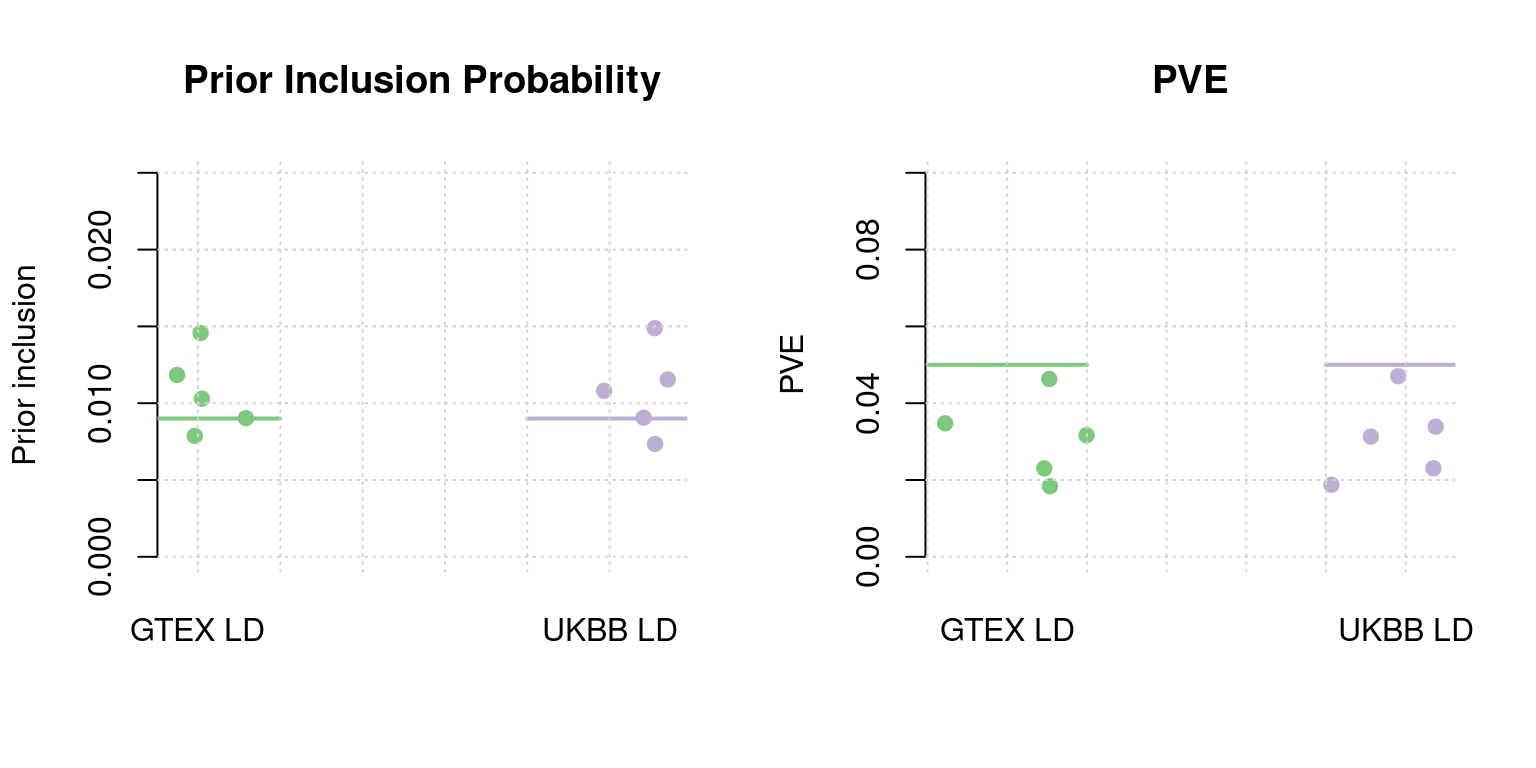 Prior Inclusion Probability
Prior inclusion
0.020
0.010
0.000
GTEX LD
UKBB LD
PVE
PVE
0.08
0.04
0.00
GTEX LD
UKBB LD